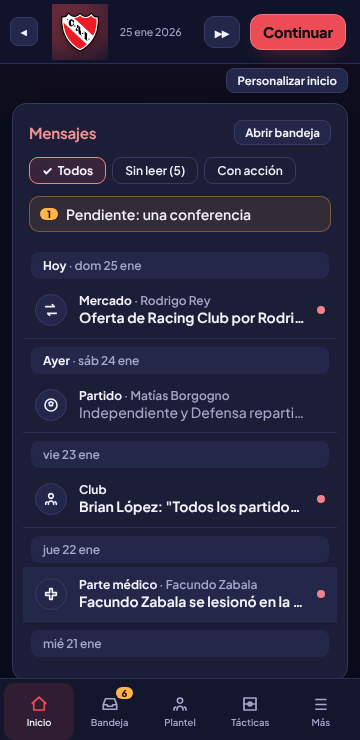 C.A.I.
25 ene 2026
Continuar
Personalizar inicio
Mensajes
Abrir bandeja
✓ Todos
Sin leer (5)
Con acción
1 Pendiente: una conferencia
Hoy · dom 25 ene
Mercado · Rodrigo Rey
Oferta de Racing Club por Rodri...
Ayer · sáb 24 ene
Partido · Matías Borgogno
Independiente y Defensa reparti...
vie 23 ene
Club
Brian López: "Todos los partido...
jue 22 ene
Parte médico · Facundo Zabala
Facundo Zabala se lesionó en la ...
mié 21 ene
6
Inicio
Bandeja
Plantel
Tácticas
Más